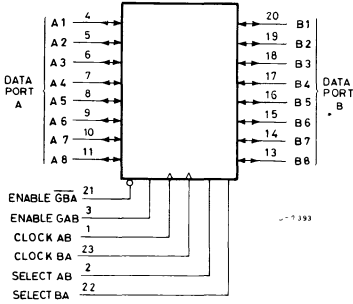 A1 4 20 B1
A2 5 19 B2
A3 6 18 B3
A4 7 17 B4
A5 8 16 B5
A6 9 15 B6
A7 10 14 B7
A8 11 13 B8
DATA PORT A
DATA PORT B
ENABLE G̅B̅A̅ 21
ENABLE GAB 3
CLOCK AB 1
CLOCK BA 23
SELECT AB 2
SELECT BA 22